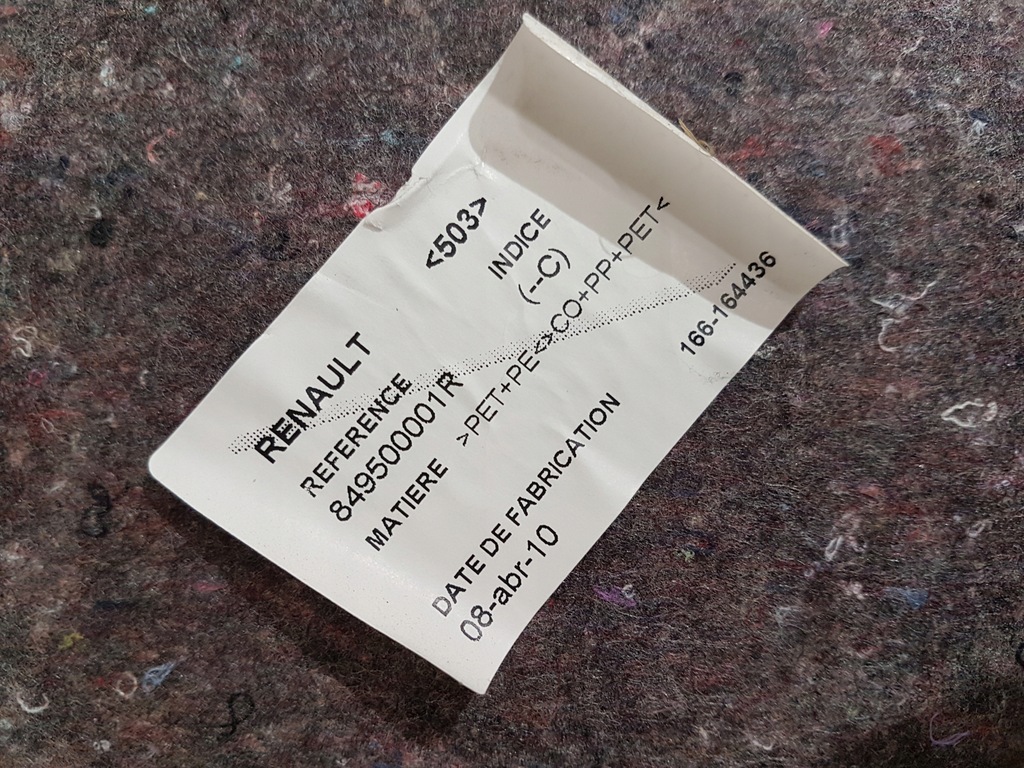 RENAULT <503>
REFERENCE INDICE
849500001R (--C)
MATIERE >PET+PE<>CO+PP+PET<
DATE DE FABRICATION 166-164436
08-abr-10